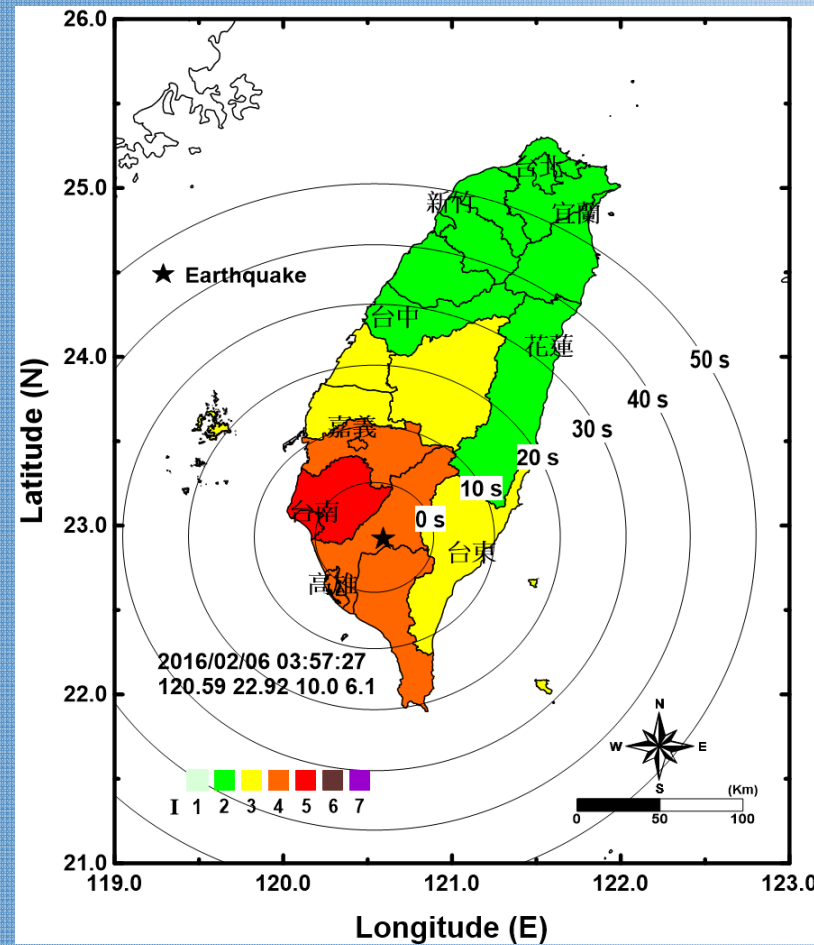 26.0
25.0
24.0
23.0
22.0
21.0
Latitude (N)
台北
新竹
宜蘭
★ Earthquake
台中
花蓮
50 s
40 s
30 s
嘉義
20 s
10 s
台南
0 s
台東
高雄
2016/02/06 03:57:27
120.59 22.92 10.0 6.1
N
W E
S
I 1 2 3 4 5 6 7
(Km)
0 50 100
119.0 120.0 121.0 122.0 123.0
Longitude (E)